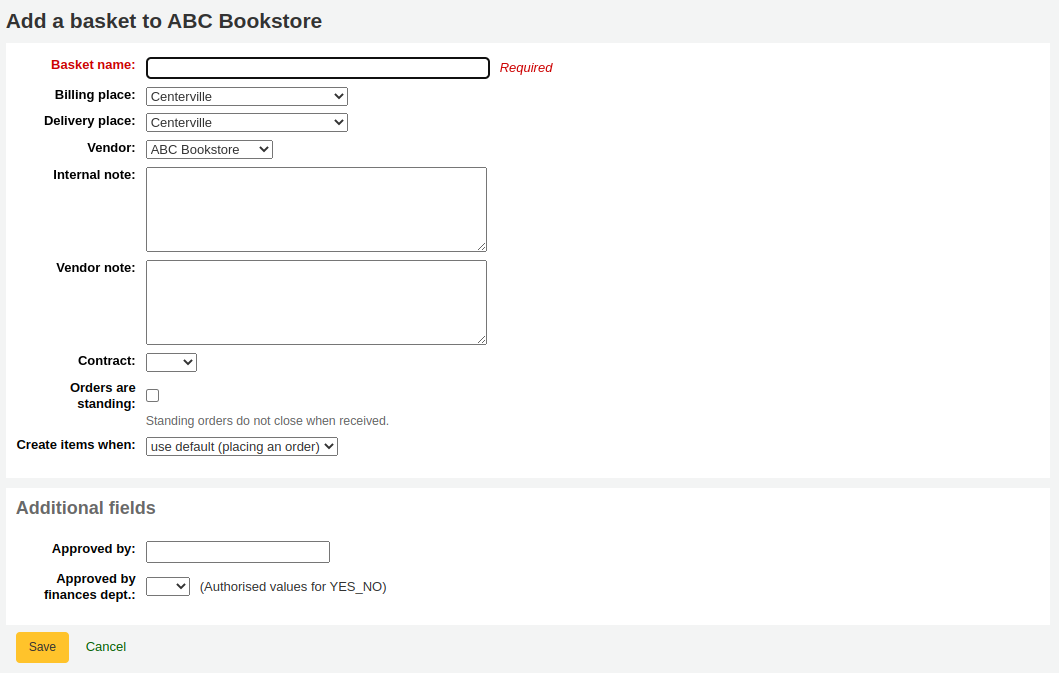 Add a basket to ABC Bookstore
Basket name:
Required
Billing place:
Centerville
Delivery place:
Centerville
Vendor:
ABC Bookstore
Internal note:
Vendor note:
Contract:
Orders are
standing:
Standing orders do not close when received.
Create items when:
use default (placing an order)
Additional fields
Approved by:
Approved by
finances dept.:
(Authorised values for YES_NO)
Save
Cancel